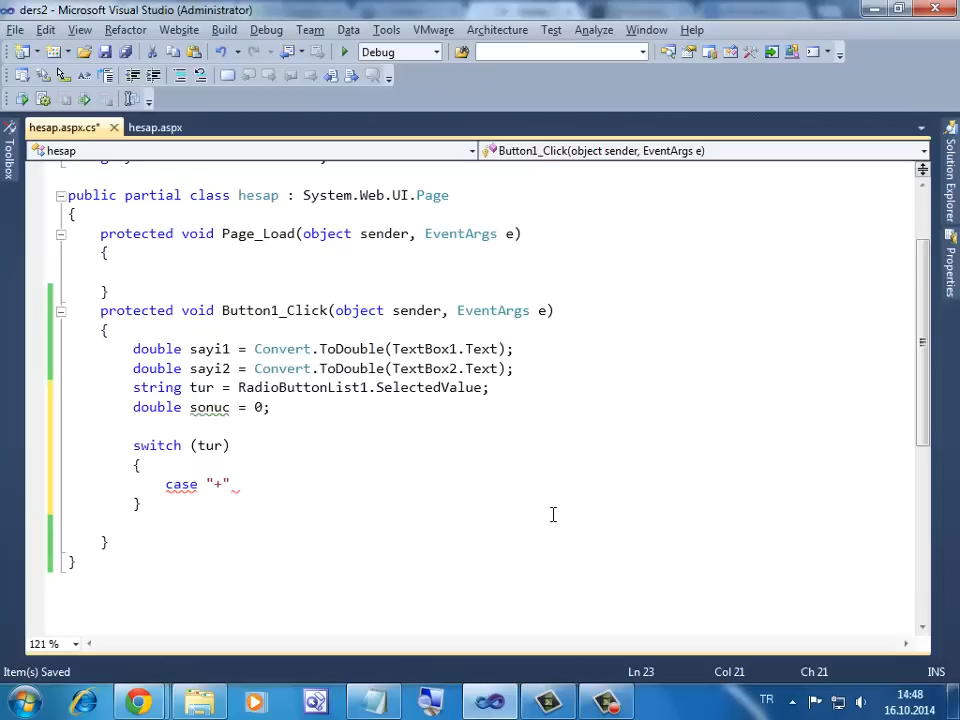 ders2 - Microsoft Visual Studio (Administrator)
File Edit View Refactor Website Build Debug Team Data Tools VMware Architecture Test Analyze Window Help
Debug
hesap.aspx.cs* hesap.aspx
hesap Button1_Click(object sender, EventArgs e)
public partial class hesap : System.Web.UI.Page
{
protected void Page_Load(object sender, EventArgs e)
{
}
protected void Button1_Click(object sender, EventArgs e)
{
double sayi1 = Convert.ToDouble(TextBox1.Text);
double sayi2 = Convert.ToDouble(TextBox2.Text);
string tur = RadioButtonList1.SelectedValue;
double sonuc = 0;
switch (tur)
{
case "+"
}
}
}
Toolbox
Solution Explorer
Properties
121 %
Item(s) Saved Ln 23 Col 21 Ch 21 INS
TR 14:48
16.10.2014